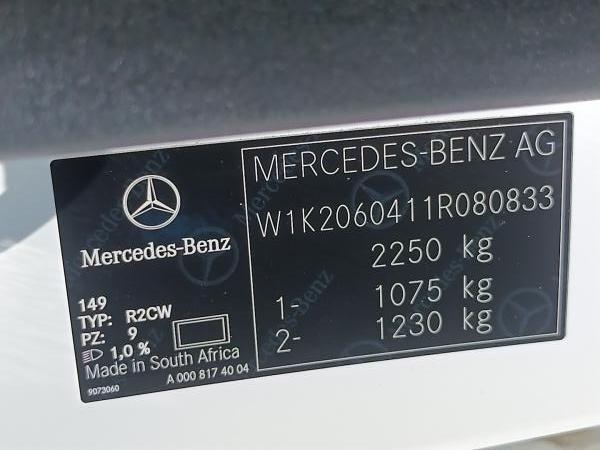 MERCEDES-BENZ AG
W1K2060411R080833
2250 kg
1- 1075 kg
2- 1230 kg
Mercedes-Benz
149
TYP: R2CW
PZ: 9
1,0 %
Made in South Africa
A 000 817 40 04
9073060